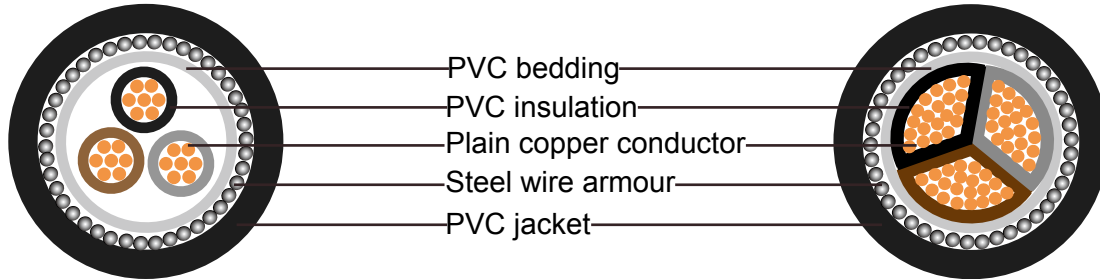 PVC bedding
PVC insulation
Plain copper conductor
Steel wire armour
PVC jacket